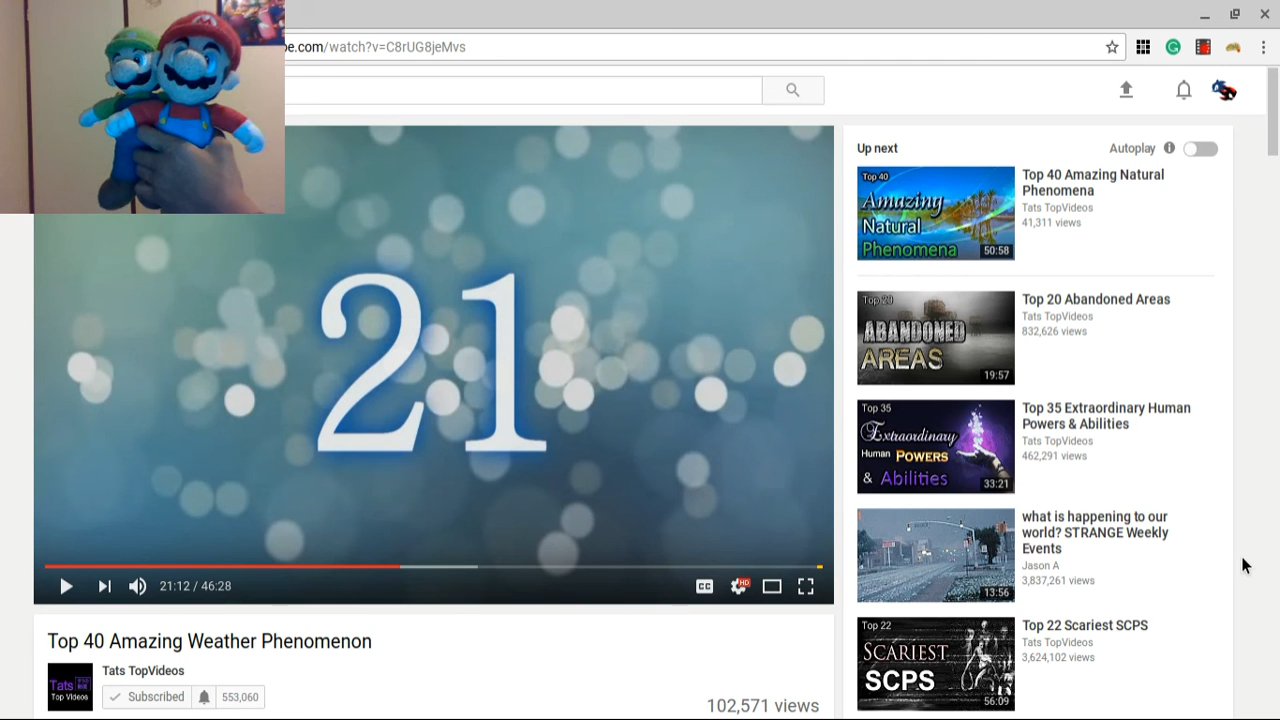 be.com/watch?v=C8rUG8jeMvs
21
21:12 / 46:28
CC
HD
Top 40 Amazing Weather Phenomenon
Tats TopVideos
Tats
Top Videos
Subscribed
553,060
102,571 views
Up next
Autoplay
Top 40
Amazing
Natural
Phenomena
50:58
Top 40 Amazing Natural
Phenomena
Tats TopVideos
41,311 views
Top 20
ABANDONED
AREAS
19:57
Top 20 Abandoned Areas
Tats TopVideos
832,626 views
Top 35
Extraordinary
Human POWERS
& Abilities
33:21
Top 35 Extraordinary Human
Powers & Abilities
Tats TopVideos
462,291 views
13:56
what is happening to our
world? STRANGE Weekly
Events
Jason A
3,837,261 views
Top 22
SCARIEST
SCPS
56:09
Top 22 Scariest SCPS
Tats TopVideos
3,624,102 views